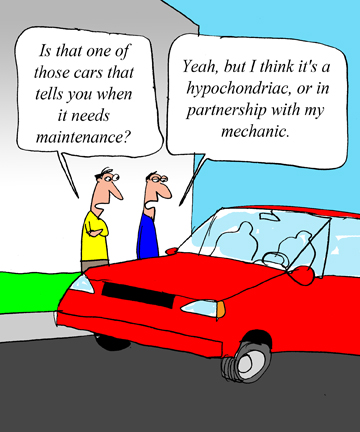 Is that one of
those cars that
tells you when
it needs
maintenance?
Yeah, but I think it's a
hypochondriac, or in
partnership with my
mechanic.